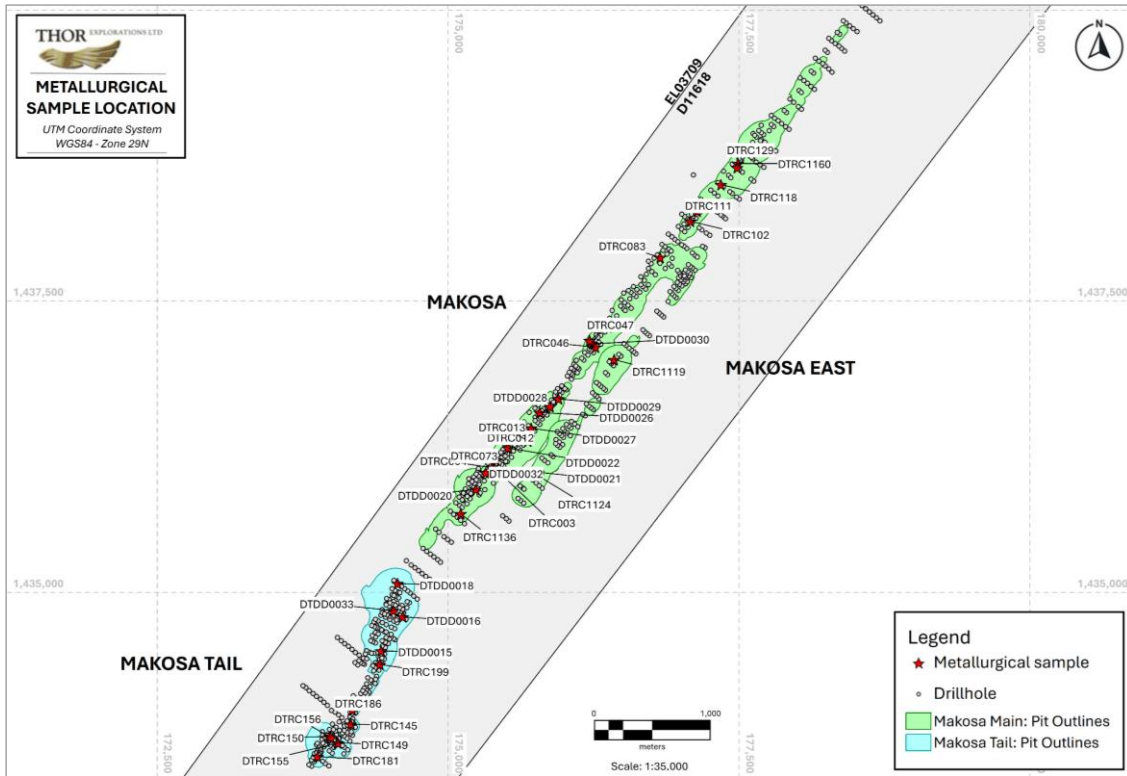 THOR EXPLORATIONS LTD
METALLURGICAL
SAMPLE LOCATION
UTM Coordinate System
WGS84 - Zone 29N
175,000
177,500
180,000
N
EL03709
D11618
DTRC129
DTRC1160
DTRC118
DTRC111
DTRC102
DTRC083
1,437,500
1,437,500
MAKOSA
DTRC047
DTRC046
DTDD0030
DTRC1119
MAKOSA EAST
DTDD0028
DTDD0029
DTDD0026
DTRC013
DTDD0027
DTRC012
DTRC073
DTDD0022
DTDD0032
DTDD0021
DTDD0020
DTRC1124
DTRC003
DTRC1136
1,435,000
1,435,000
DTDD0018
DTDD0033
DTDD0016
DTDD0015
MAKOSA TAIL
DTRC199
DTRC186
DTRC156
DTRC145
DTRC150
DTRC149
DTRC155
DTRC181
172,500
175,000
177,500
0
1,000
meters
Scale: 1:35.000
Legend
Metallurgical sample
Drillhole
Makosa Main: Pit Outlines
Makosa Tail: Pit Outlines